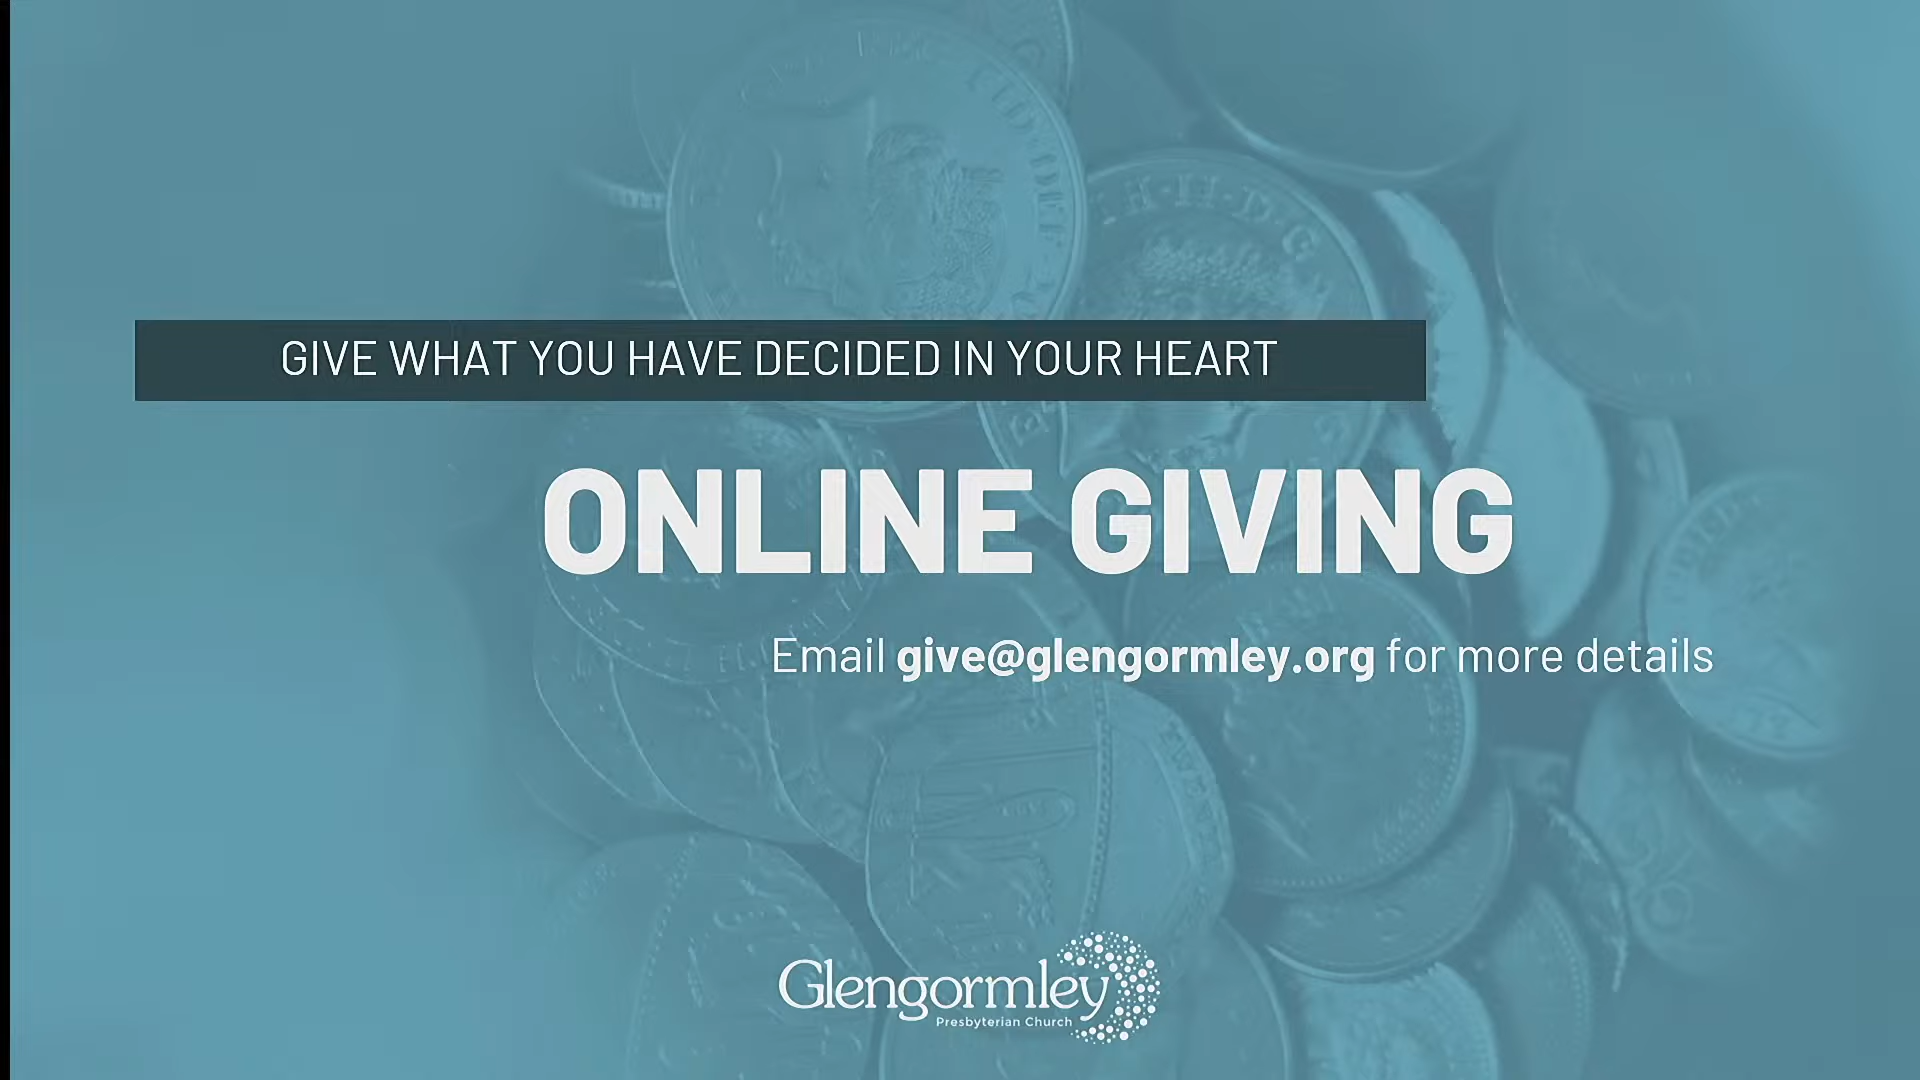 GIVE WHAT YOU HAVE DECIDED IN YOUR HEART
ONLINE GIVING
Email give@glengormley.org for more details
Glengormley
Presbyterian Church